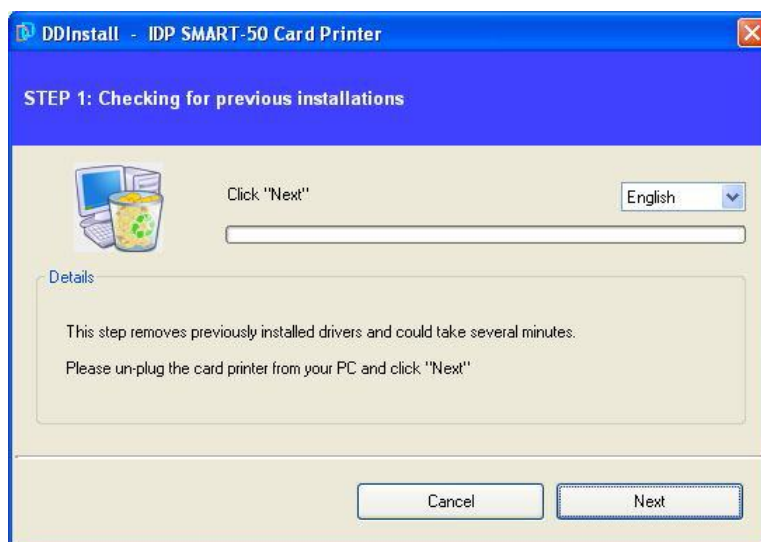 DDInstall - IDP SMART-50 Card Printer
STEP 1: Checking for previous installations
Click "Next"
English
Details
This step removes previously installed drivers and could take several minutes.
Please un-plug the card printer from your PC and click "Next"
Cancel
Next